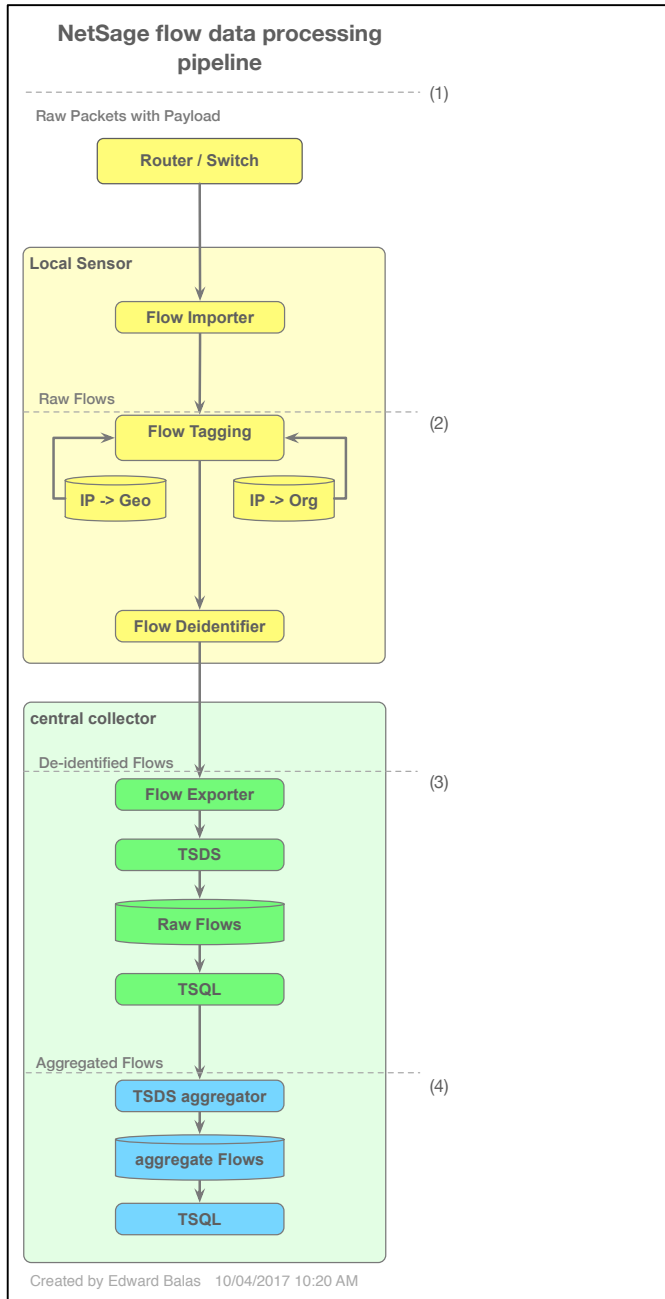 NetSage flow data processing
pipeline
(1)
Raw Packets with Payload
Router / Switch
Local Sensor
Flow Importer
Raw Flows
(2)
Flow Tagging
IP -> Geo
IP -> Org
Flow Deidentifier
central collector
De-identified Flows
(3)
Flow Exporter
TSDS
Raw Flows
TSQL
Aggregated Flows
(4)
TSDS aggregator
aggregate Flows
TSQL
Created by Edward Balas 10/04/2017 10:20 AM